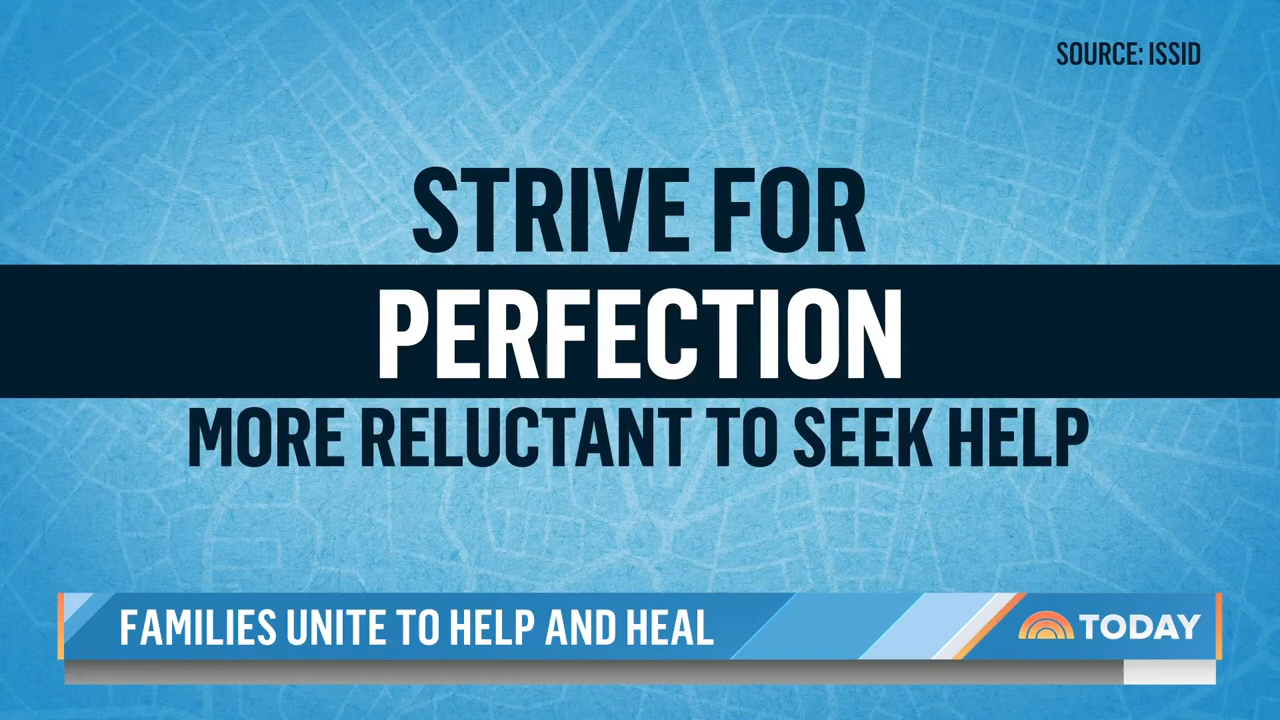 SOURCE: ISSID
STRIVE FOR
PERFECTION
MORE RELUCTANT TO SEEK HELP
FAMILIES UNITE TO HELP AND HEAL
TODAY